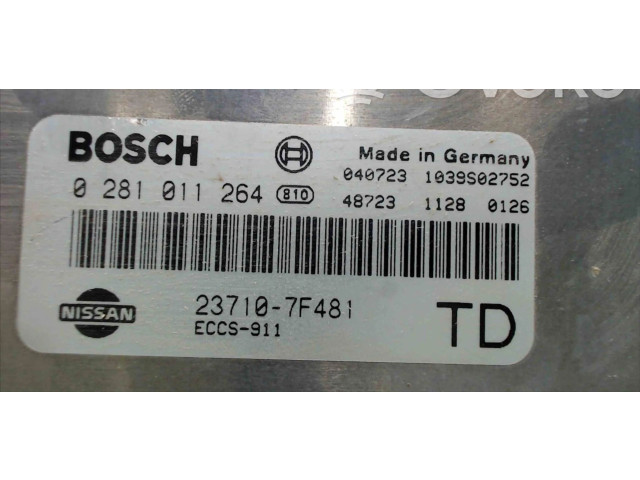 BOSCH
Made in Germany
040723 1039S02752
0 281 011 264 810
48723 1128 0126
NISSAN
23710-7F481
ECCS-911
TD